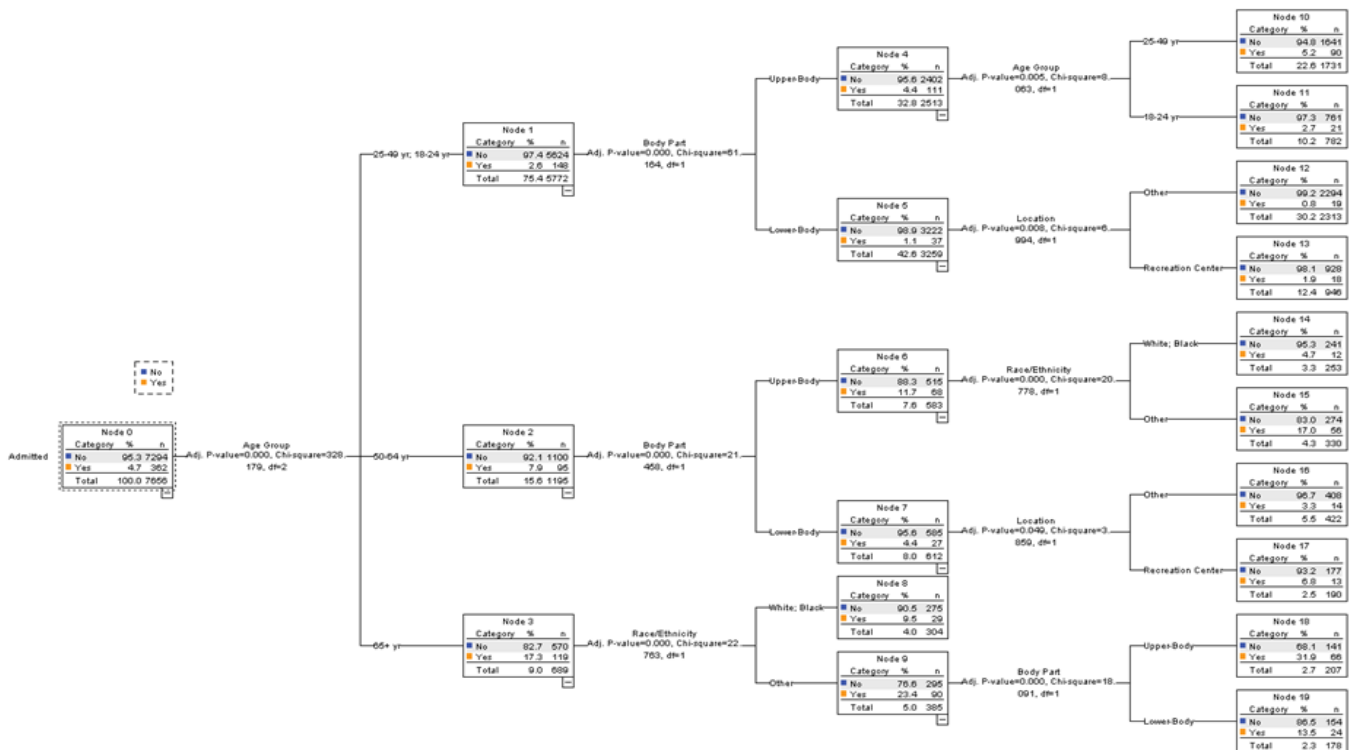 Admitted
No
Yes
Node 0
Category % n
No 95.3 7294
Yes 4.7 362
Total 100.0 7656
Age Group
Adj. P-value=0.000, Chi-square=328.
179, df=2
25-49 yr; 18-24 yr
Node 1
Category % n
No 97.4 5624
Yes 2.6 148
Total 75.4 5772
Body Part
Adj. P-value=0.000, Chi-square=61.
164, df=1
Upper-Body
Node 4
Category % n
No 95.6 2402
Yes 4.4 111
Total 32.8 2513
Age Group
Adj. P-value=0.005, Chi-square=8.
063, df=1
25-49 yr
Node 10
Category % n
No 94.8 1641
Yes 5.2 90
Total 22.6 1731
18-24 yr
Node 11
Category % n
No 97.3 761
Yes 2.7 21
Total 10.2 782
Lower-Body
Node 5
Category % n
No 98.9 3222
Yes 1.1 37
Total 42.6 3259
Location
Adj. P-value=0.008, Chi-square=6.
994, df=1
Other
Node 12
Category % n
No 99.2 2294
Yes 0.8 19
Total 30.2 2313
Recreation Center
Node 13
Category % n
No 98.1 928
Yes 1.9 18
Total 12.4 946
50-64 yr
Node 2
Category % n
No 92.1 1100
Yes 7.9 95
Total 15.6 1195
Body Part
Adj. P-value=0.000, Chi-square=21.
458, df=1
Upper-Body
Node 6
Category % n
No 88.3 515
Yes 11.7 68
Total 7.6 583
Race/Ethnicity
Adj. P-value=0.000, Chi-square=20.
778, df=1
White; Black
Node 14
Category % n
No 95.3 241
Yes 4.7 12
Total 3.3 253
Other
Node 15
Category % n
No 83.0 274
Yes 17.0 56
Total 4.3 330
Lower-Body
Node 7
Category % n
No 95.6 585
Yes 4.4 27
Total 8.0 612
Location
Adj. P-value=0.049, Chi-square=3.
859, df=1
Other
Node 16
Category % n
No 96.7 408
Yes 3.3 14
Total 5.5 422
Recreation Center
Node 17
Category % n
No 93.2 177
Yes 6.8 13
Total 2.5 190
65+ yr
Node 3
Category % n
No 82.7 570
Yes 17.3 119
Total 9.0 689
Race/Ethnicity
Adj. P-value=0.000, Chi-square=22.
763, df=1
White; Black
Node 8
Category % n
No 90.5 275
Yes 9.5 29
Total 4.0 304
Other
Node 9
Category % n
No 76.6 295
Yes 23.4 90
Total 5.0 385
Body Part
Adj. P-value=0.000, Chi-square=18.
091, df=1
Upper-Body
Node 18
Category % n
No 68.1 141
Yes 31.9 66
Total 2.7 207
Lower-Body
Node 19
Category % n
No 86.5 154
Yes 13.5 24
Total 2.3 178